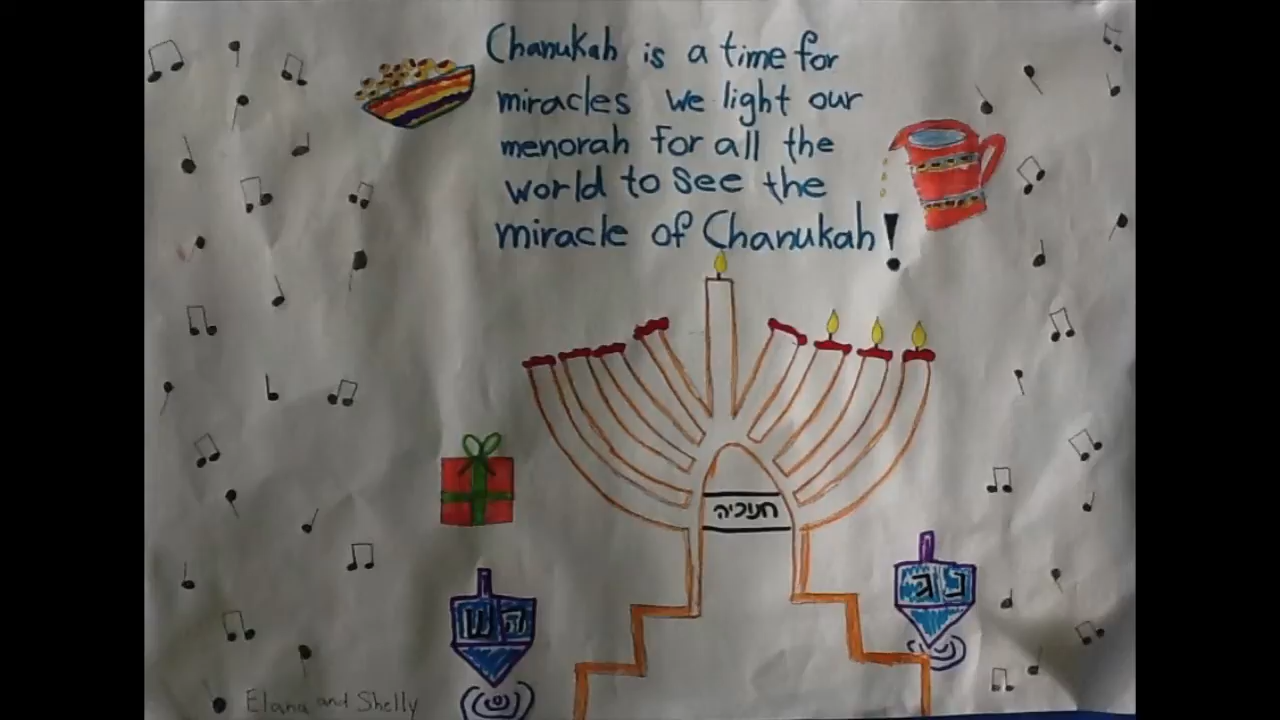 Chanukah is a time for
miracles we light our
menorah for all the
world to see the
miracle of Chanukah!
חנוכיה
ה ש
נ ג
Elana and Shelly